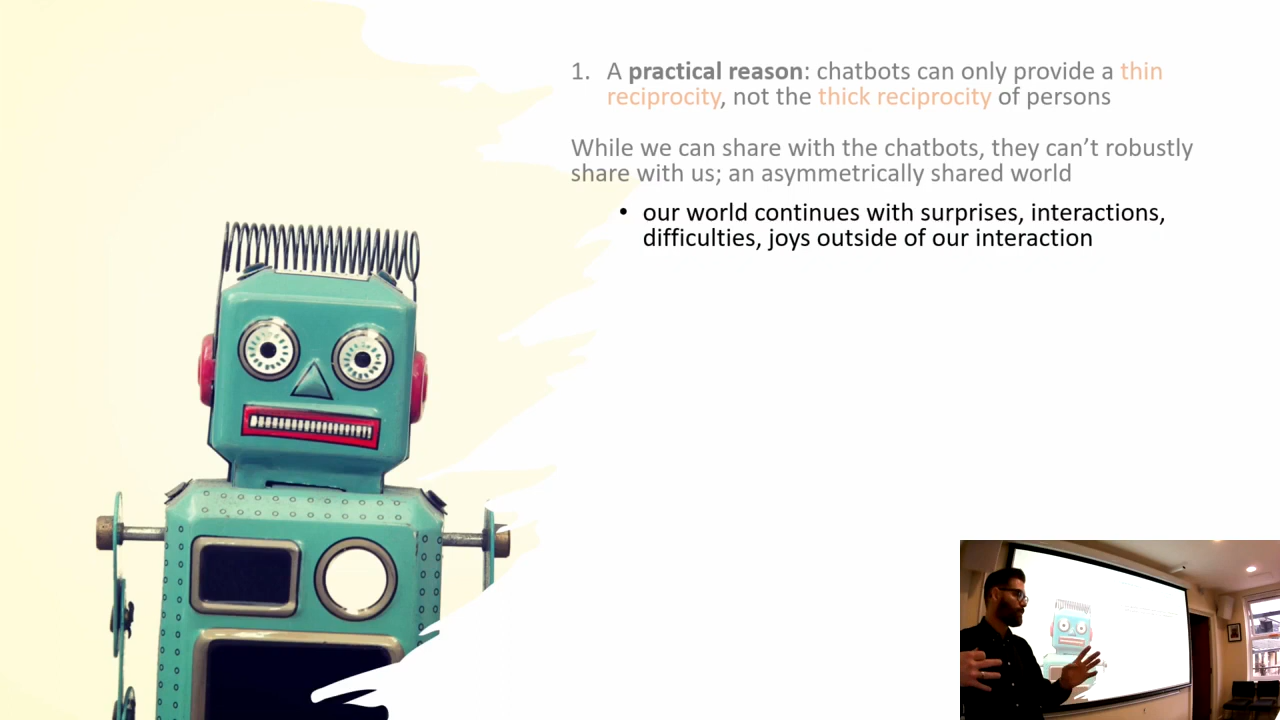 1. A practical reason: chatbots can only provide a thin
reciprocity, not the thick reciprocity of persons
While we can share with the chatbots, they can’t robustly
share with us; an asymmetrically shared world
• our world continues with surprises, interactions,
difficulties, joys outside of our interaction